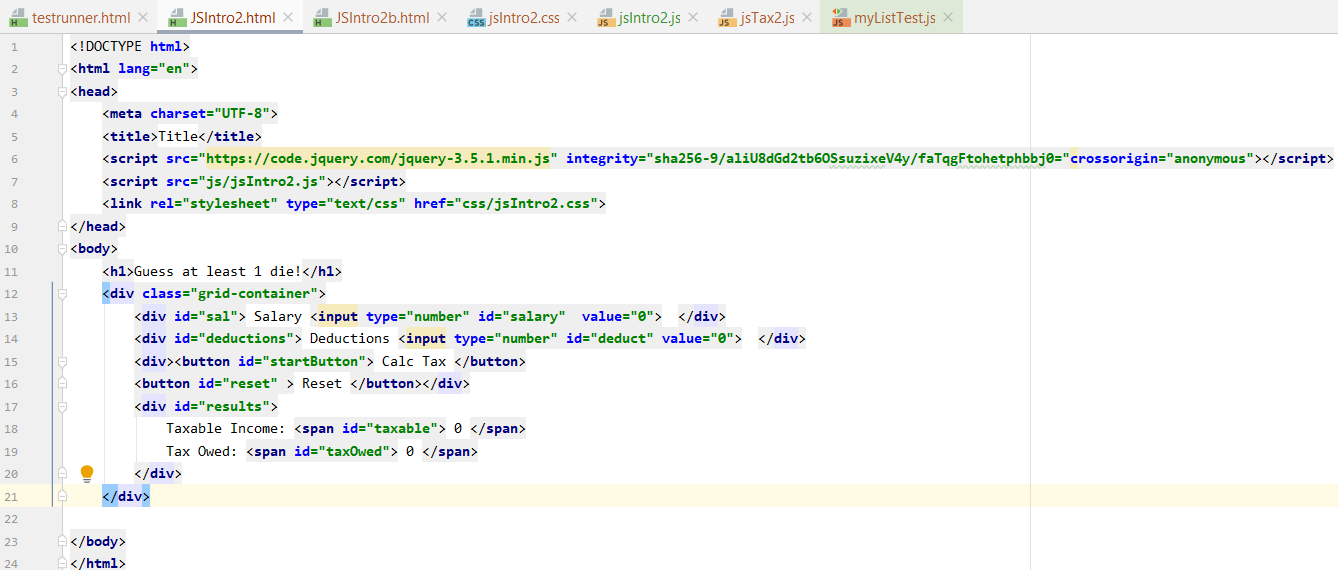 testrunner.html JSIntro2.html JSIntro2b.html jsIntro2.css jsIntro2.js jsTax2.js myListTest.js
1 <!DOCTYPE html>
2 <html lang="en">
3 <head>
4 <meta charset="UTF-8">
5 <title>Title</title>
6 <script src="https://code.jquery.com/jquery-3.5.1.min.js" integrity="sha256-9/aliU8dGd2tb6OSsuzixeV4y/faTqgFtohetphbbj0="crossorigin="anonymous"></script>
7 <script src="js/jsIntro2.js"></script>
8 <link rel="stylesheet" type="text/css" href="css/jsIntro2.css">
9 </head>
10 <body>
11 <h1>Guess at least 1 die!</h1>
12 <div class="grid-container">
13 <div id="sal"> Salary <input type="number" id="salary"  value="0">  </div>
14 <div id="deductions"> Deductions <input type="number" id="deduct" value="0">  </div>
15 <div><button id="startButton"> Calc Tax </button>
16 <button id="reset" > Reset </button></div>
17 <div id="results">
18 Taxable Income: <span id="taxable"> 0 </span>
19 Tax Owed: <span id="taxOwed"> 0 </span>
20 </div>
21 </div>
22
23 </body>
24 </html>